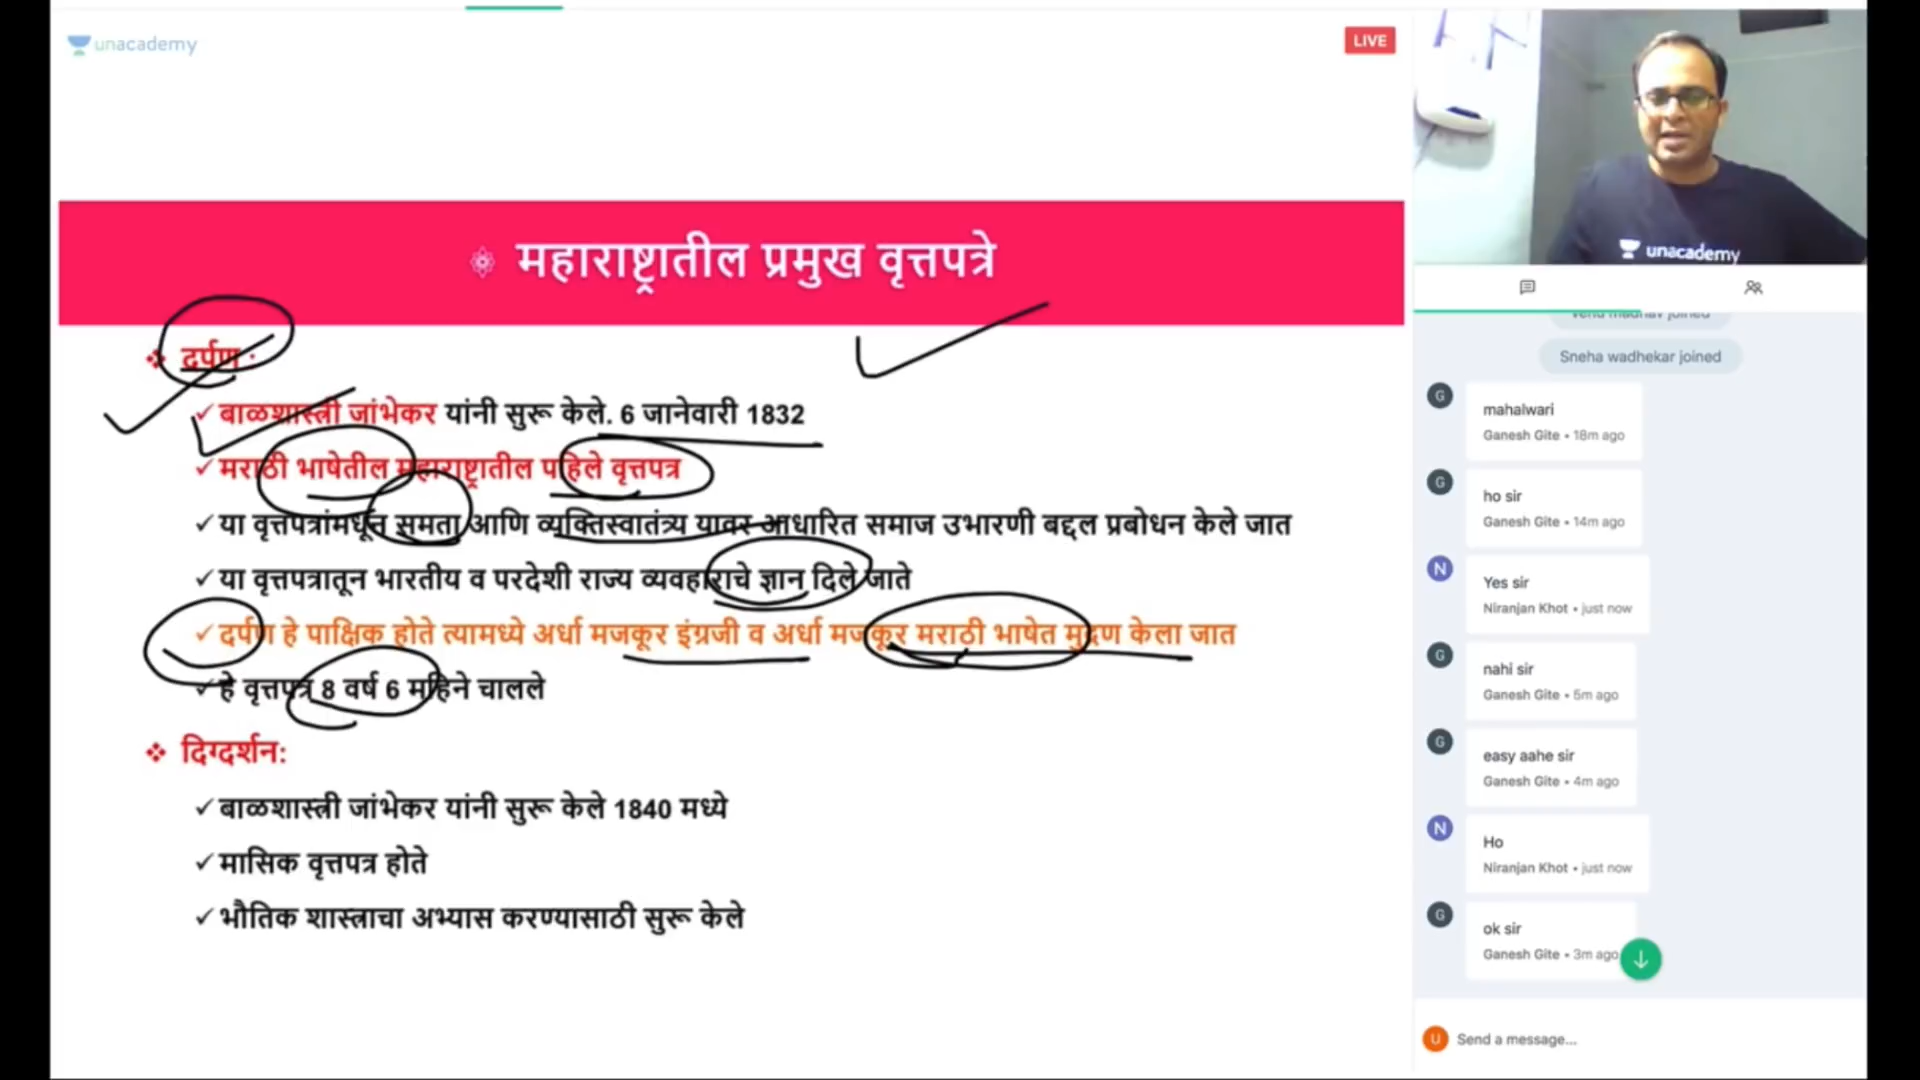 unacademy
LIVE
महाराष्ट्रातील प्रमुख वृत्तपत्रे
दर्पण :
बाळशास्त्री जांभेकर यांनी सुरू केले. 6 जानेवारी 1832
मराठी भाषेतील महाराष्ट्रातील पहिले वृत्तपत्र
या वृत्तपत्रांमधून समता आणि व्यक्तिस्वातंत्र्य यावर आधारित समाज उभारणी बद्दल प्रबोधन केले जात
या वृत्तपत्रातून भारतीय व परदेशी राज्य व्यवहाराचे ज्ञान दिले जाते
दर्पण हे पाक्षिक होते त्यामध्ये अर्धा मजकूर इंग्रजी व अर्धा मजकूर मराठी भाषेत मुद्रण केला जात
हे वृत्तपत्र 8 वर्ष 6 महिने चालले
दिग्दर्शन:
बाळशास्त्री जांभेकर यांनी सुरू केले 1840 मध्ये
मासिक वृत्तपत्र होते
भौतिक शास्त्राचा अभ्यास करण्यासाठी सुरू केले
unacademy
joined
Sneha wadhekar joined
G
mahalwari
Ganesh Gite • 18m ago
G
ho sir
Ganesh Gite • 14m ago
N
Yes sir
Niranjan Khot • just now
G
nahi sir
Ganesh Gite • 5m ago
G
easy aahe sir
Ganesh Gite • 4m ago
N
Ho
Niranjan Khot • just now
G
ok sir
Ganesh Gite • 3m ago
U
Send a message...